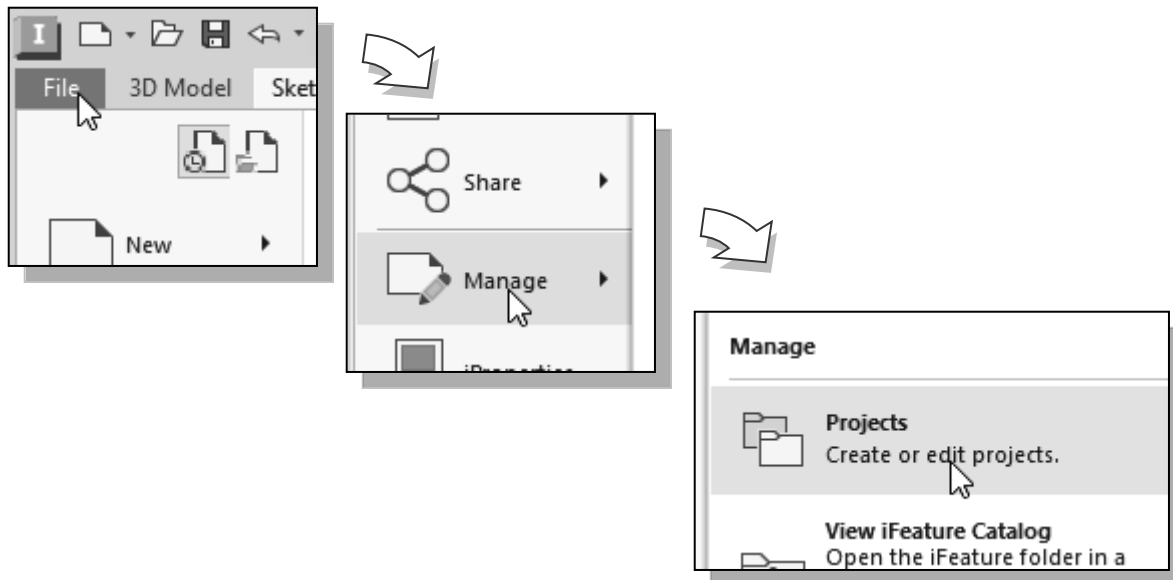 I
File
3D Model
Sket
New
Share
Manage
iProperties
Manage
Projects
Create or edit projects.
View iFeature Catalog
Open the iFeature folder in a